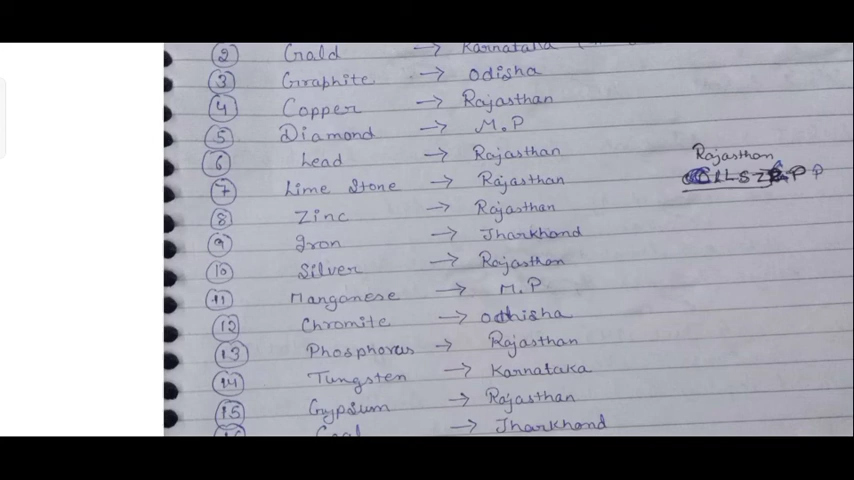 2 Gald → Karnataka
3 Graphite → Odisha
4 Copper → Rajasthan
5 Diamond → M.P
6 Lead → Rajasthan
Rajasthan
7 Lime Stone → Rajasthan
8 Zinc → Rajasthan
9 Iron → Jharkhand
10 Silver → Rajasthan
11 Manganese → M.P
12 Chromite → Odhisha
13 Phosphorus → Rajasthan
14 Tungsten → Karnataka
15 Gypsium → Rajasthan
Coal → Jharkhand